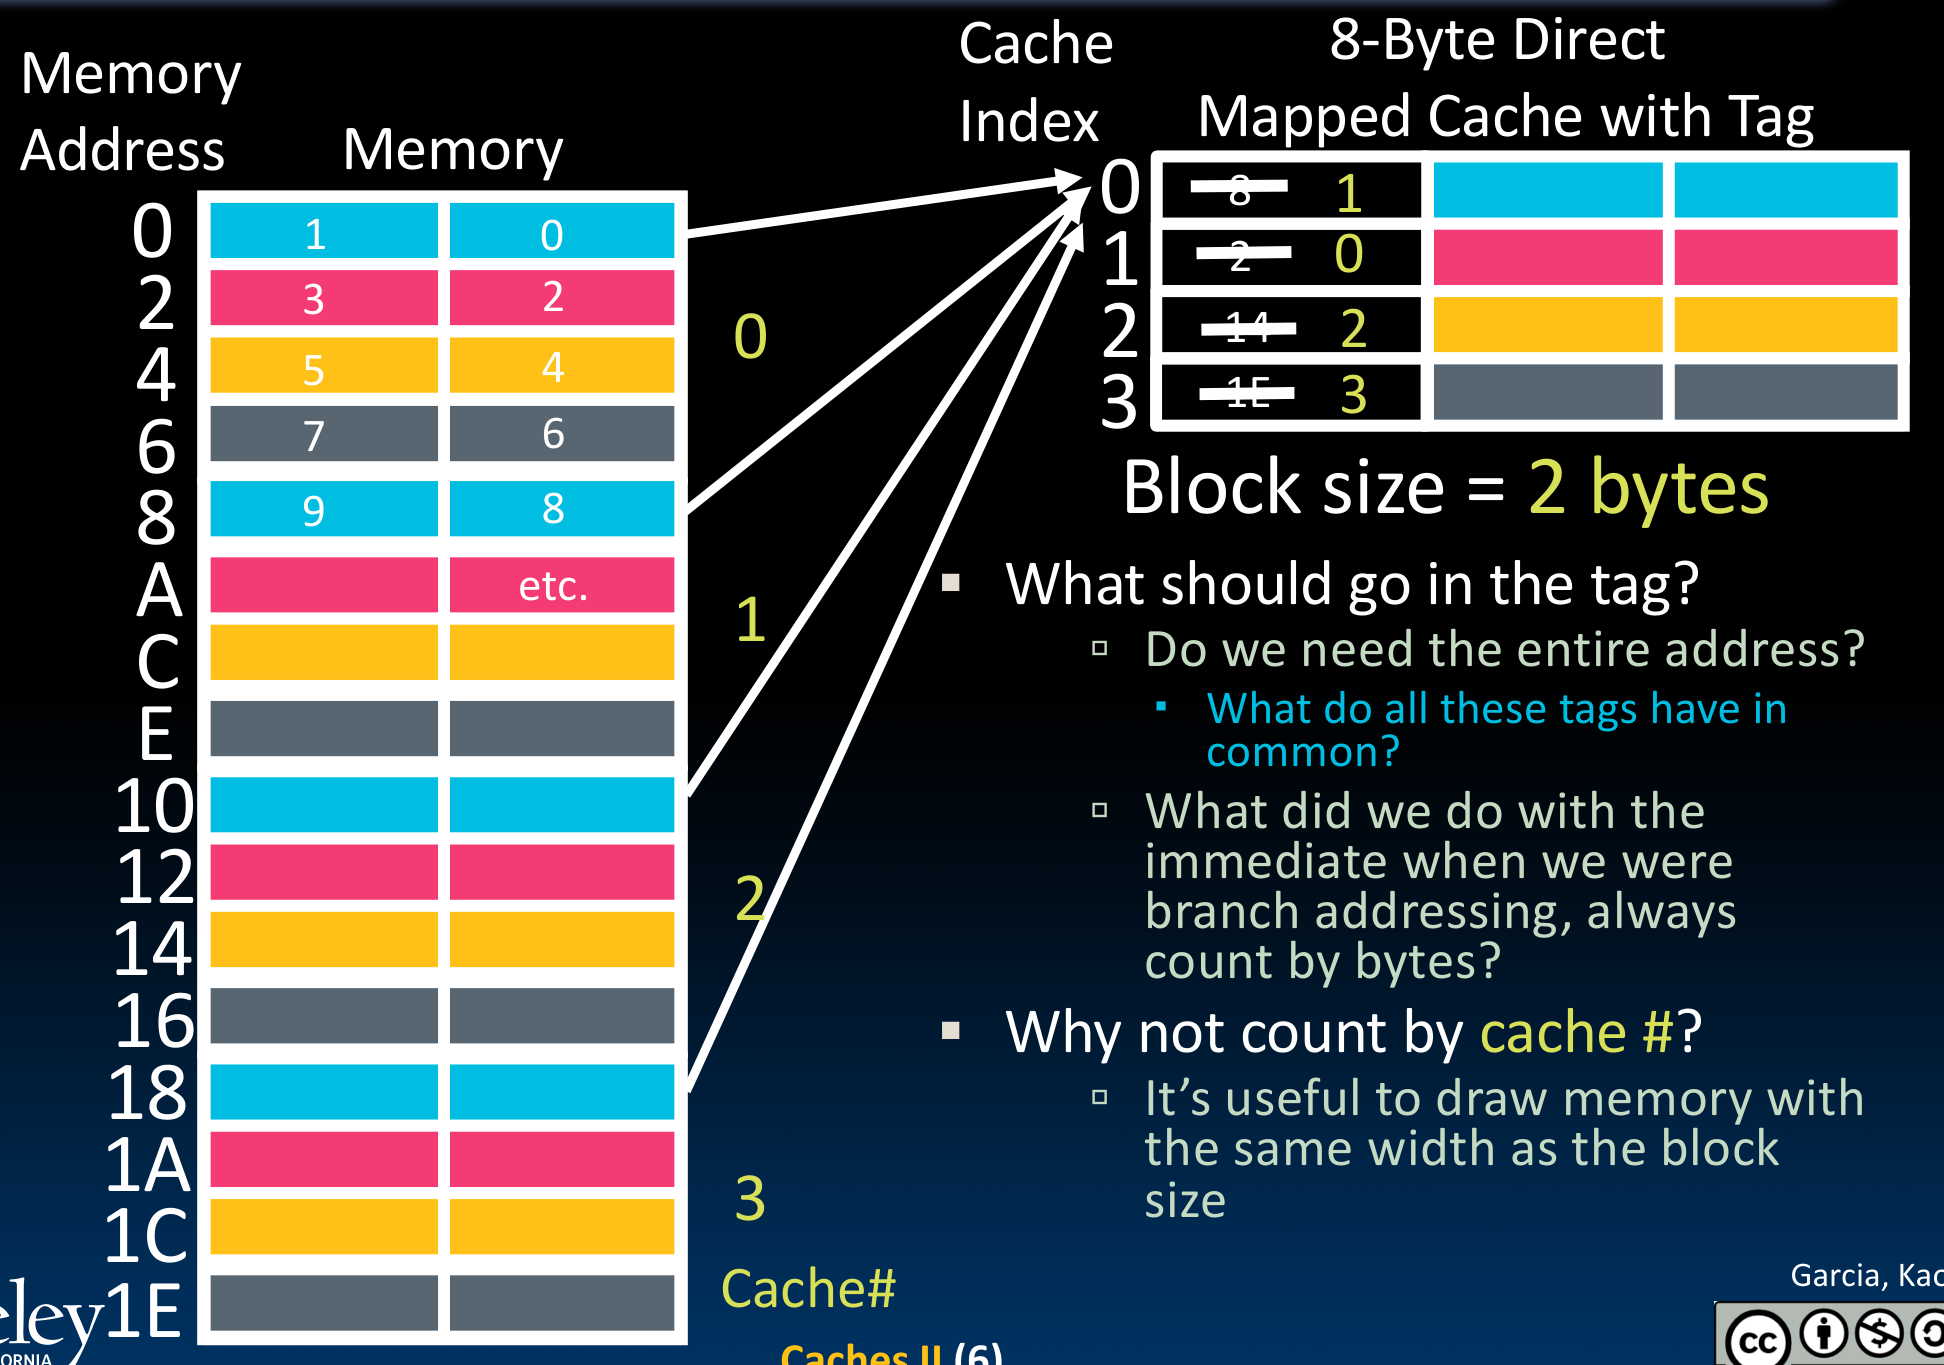 Memory
Address
Memory
0 1 0
2 3 2
4 5 4
6 7 6
8 9 8
A etc.
C
E
10
12
14
16
18
1A
1C
1E
0
1
2
3
Cache#
Cache
Index
8-Byte Direct
Mapped Cache with Tag
0 8 1
1 2 0
2 14 2
3 1E 3
Block size = 2 bytes
What should go in the tag?
Do we need the entire address?
What do all these tags have in
common?
What did we do with the
immediate when we were
branch addressing, always
count by bytes?
Why not count by cache #?
It’s useful to draw memory with
the same width as the block
size
Garcia,
cc
Caches II (6)